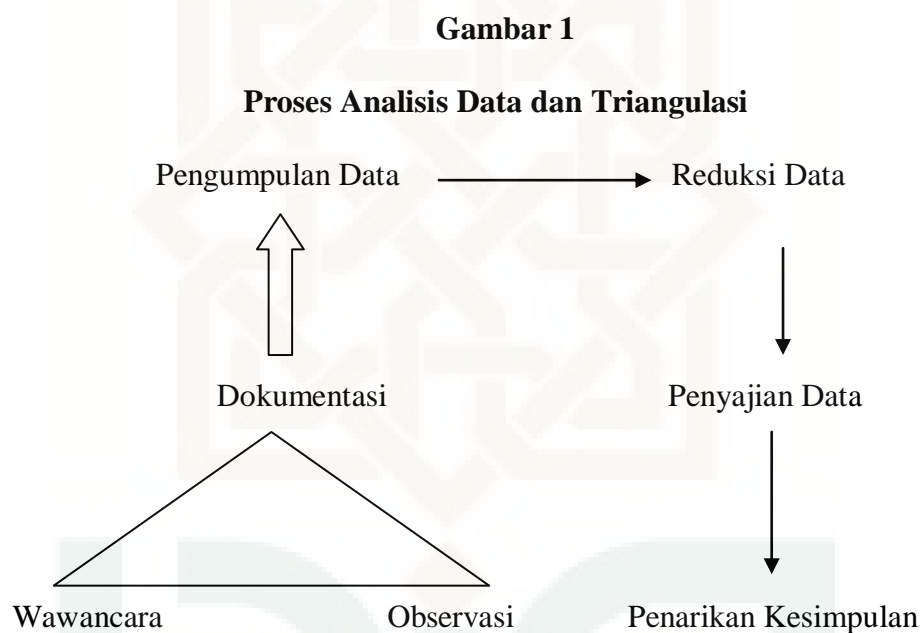 Gambar 1
Proses Analisis Data dan Triangulasi
Pengumpulan Data Reduksi Data
Dokumentasi Penyajian Data
Wawancara Observasi Penarikan Kesimpulan